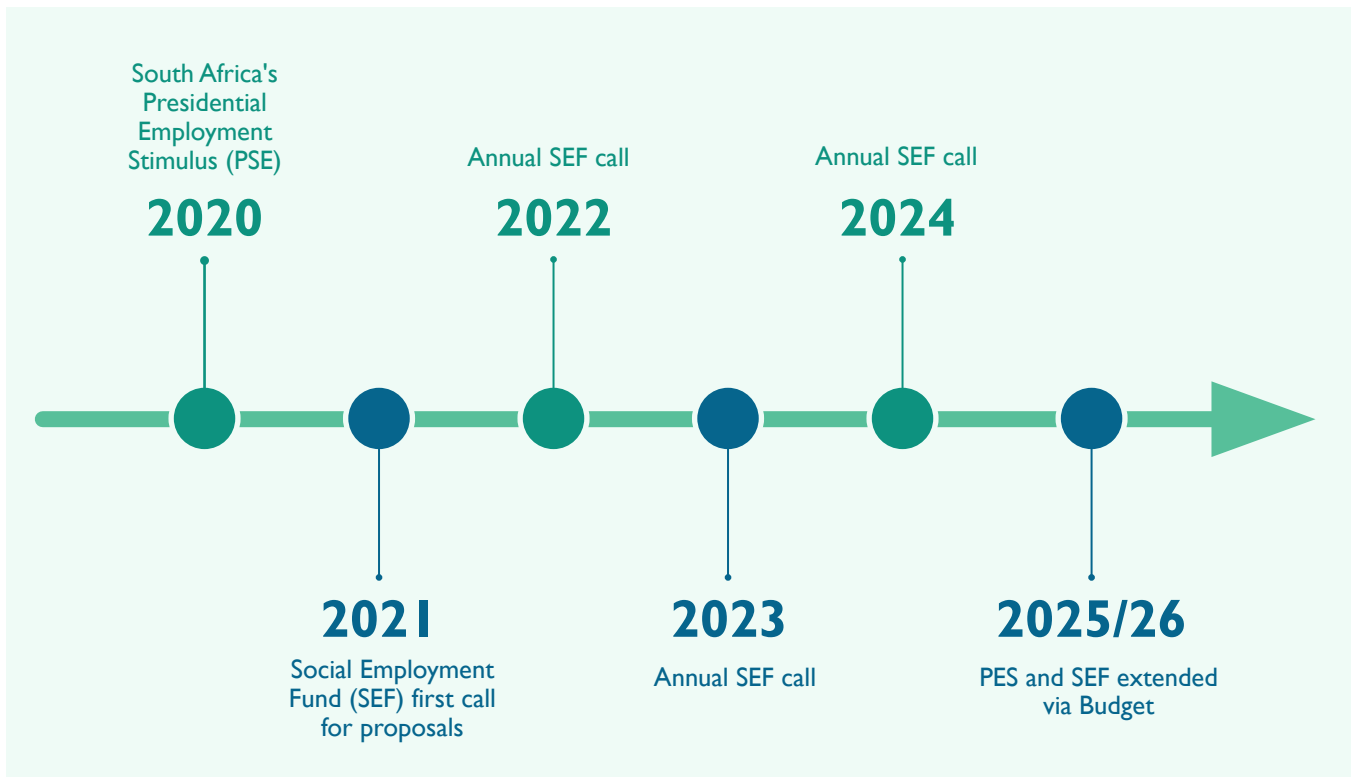 South Africa's
Presidential
Employment
Stimulus (PSE)
2020
2021
Social Employment
Fund (SEF) first call
for proposals
Annual SEF call
2022
2023
Annual SEF call
Annual SEF call
2024
2025/26
PES and SEF extended
via Budget